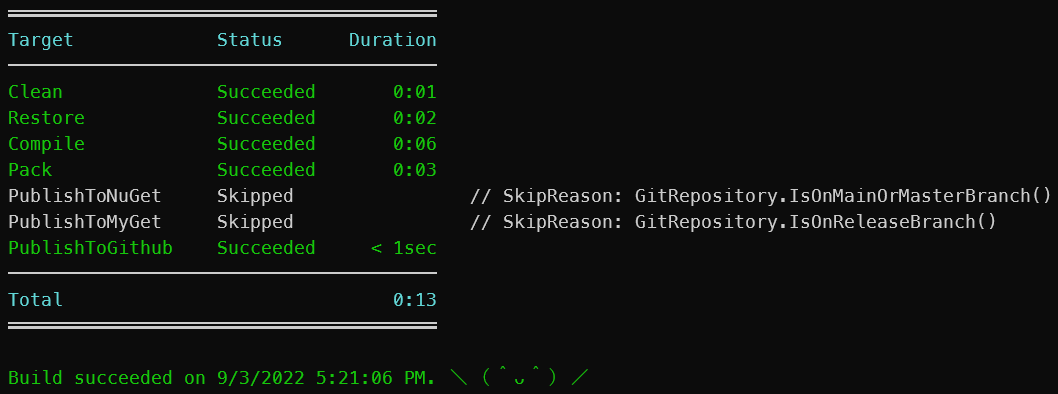 Target Status Duration
Clean Succeeded 0:01
Restore Succeeded 0:02
Compile Succeeded 0:06
Pack Succeeded 0:03
PublishToNuGet Skipped // SkipReason: GitRepository.IsOnMainOrMasterBranch()
PublishToMyGet Skipped // SkipReason: GitRepository.IsOnReleaseBranch()
PublishToGithub Succeeded < 1sec
Total 0:13
Build succeeded on 9/3/2022 5:21:06 PM. ＼（＾ᴗ＾）／